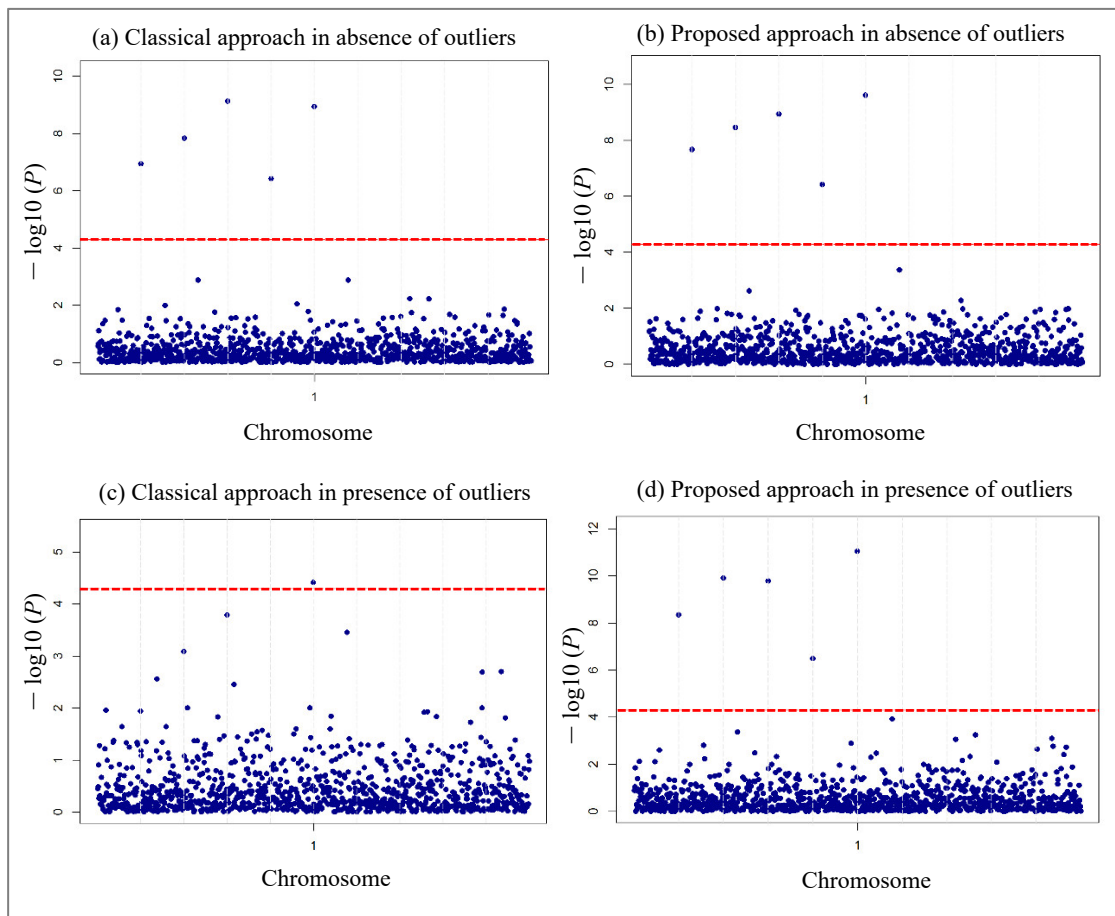 (a) Classical approach in absence of outliers
(b) Proposed approach in absence of outliers
10
8
6
4
2
0
— log10 (P)
1
Chromosome
10
8
6
4
2
0
— log10 (P)
1
Chromosome
(c) Classical approach in presence of outliers
(d) Proposed approach in presence of outliers
5
4
3
2
1
0
— log10 (P)
1
Chromosome
12
10
8
6
4
2
0
— log10 (P)
1
Chromosome